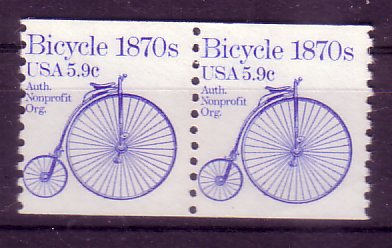 Bicycle 1870s
USA 5.9c
Auth.
Nonprofit
Org.
Bicycle 1870s
USA 5.9c
Auth.
Nonprofit
Org.